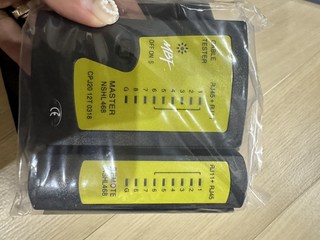 CABLE
TESTER
RJ45 +
OFF ON S
1 2 3 4 5 6 7 8 G
MASTER
NSHL468
CE
RJ11 + RJ45
1 2 3 4 5 6 7 8 G
REMOTE
NSHL468